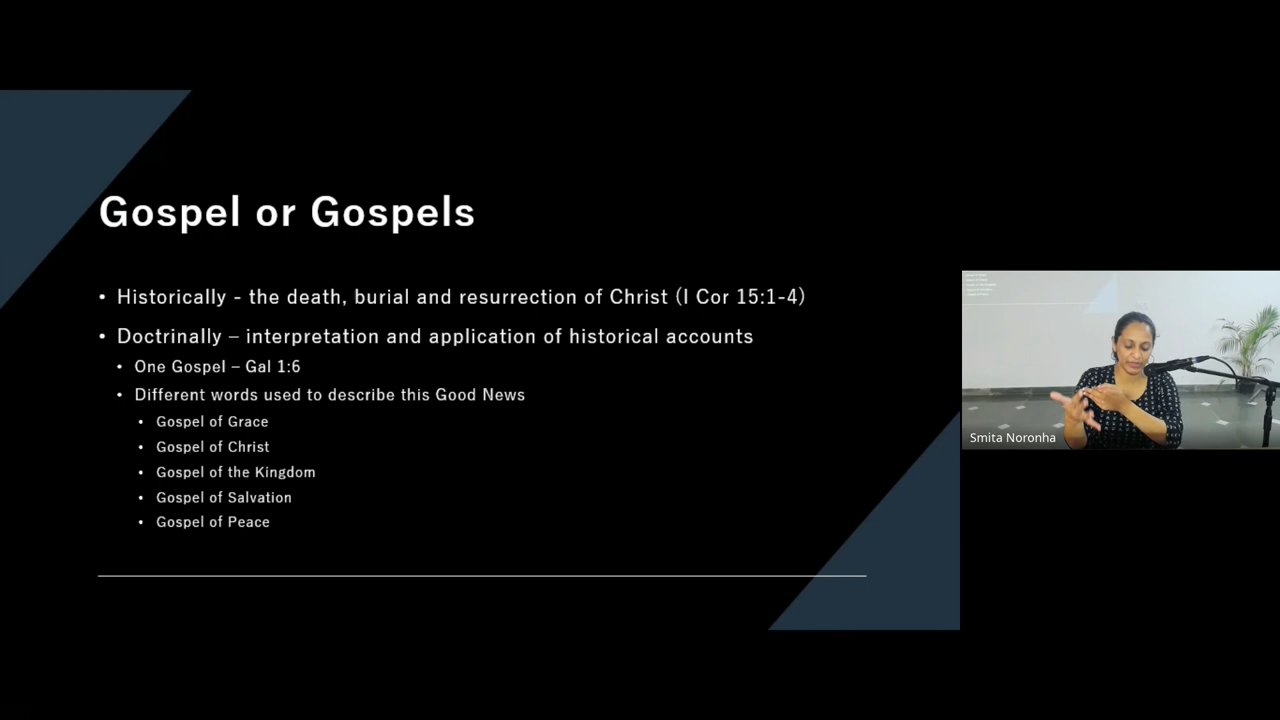 Gospel or Gospels
• Historically - the death, burial and resurrection of Christ (I Cor 15:1-4)
• Doctrinally – interpretation and application of historical accounts
• One Gospel – Gal 1:6
• Different words used to describe this Good News
• Gospel of Grace
• Gospel of Christ
• Gospel of the Kingdom
• Gospel of Salvation
• Gospel of Peace
Smita Noronha